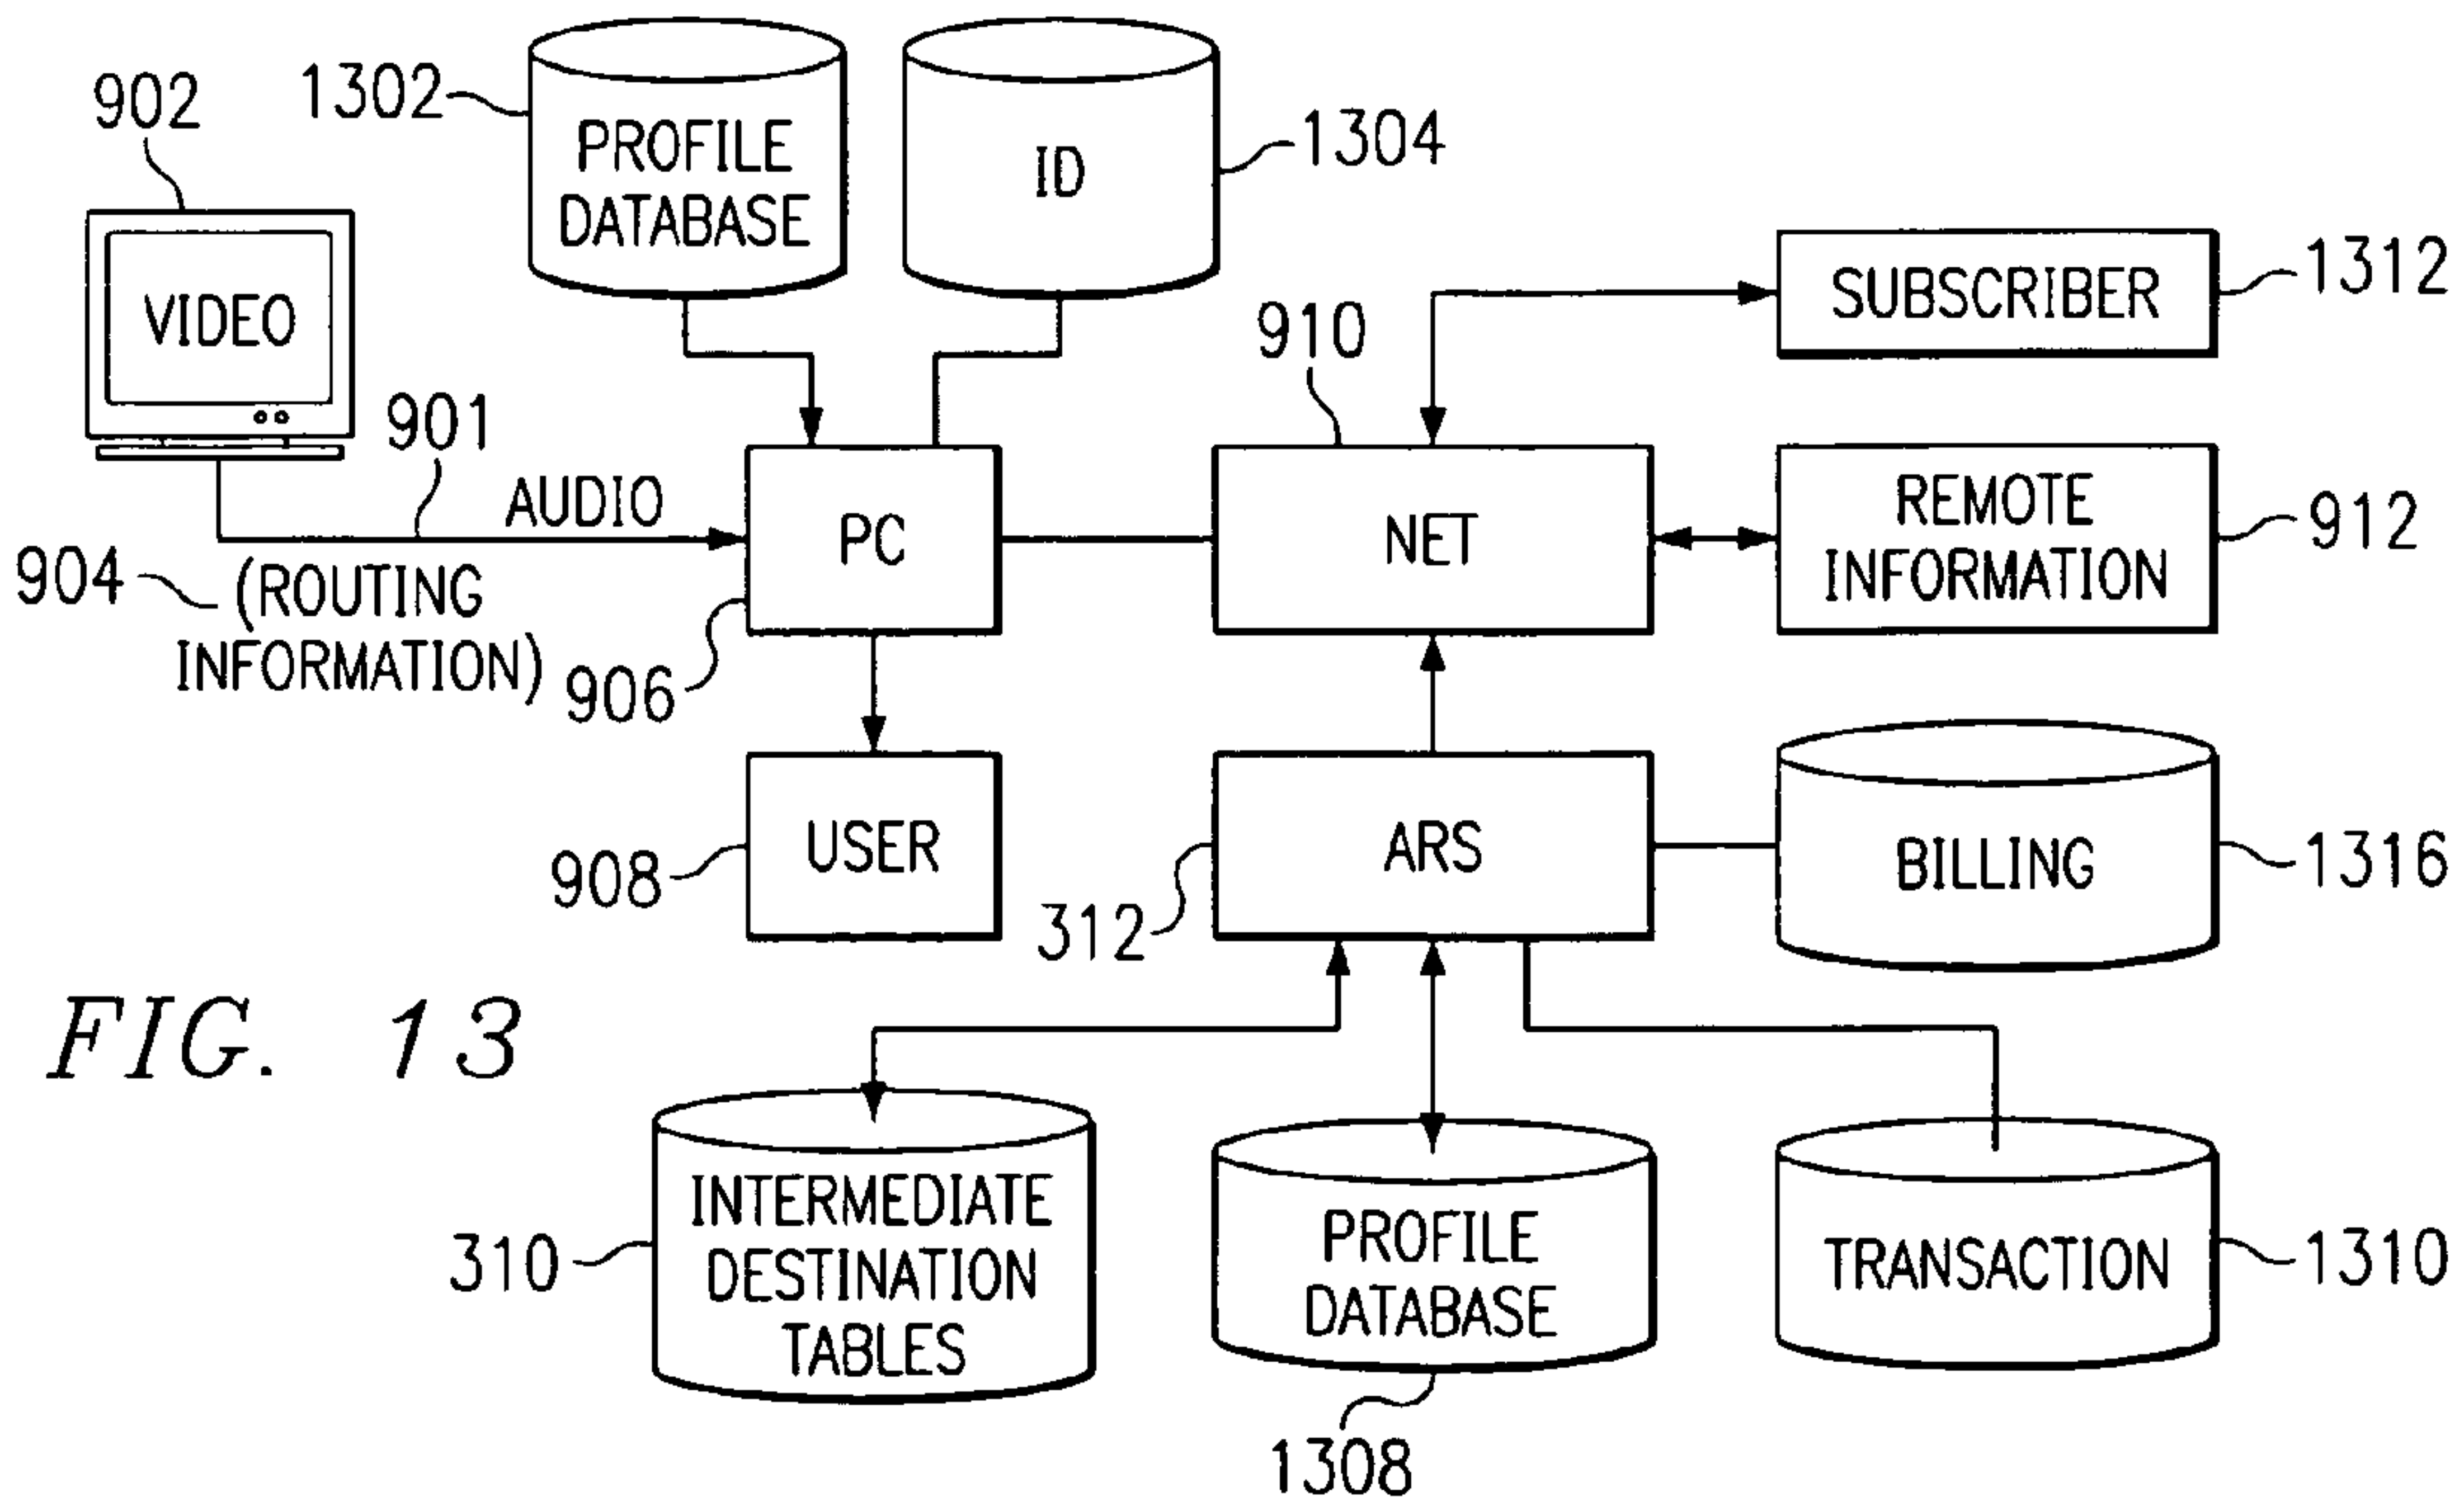 902
1302
PROFILE
DATABASE
ID
1304
VIDEO
901
AUDIO
904
(ROUTING
INFORMATION)
906
PC
910
NET
SUBSCRIBER
1312
REMOTE
INFORMATION
912
USER
908
ARS
312
BILLING
1316
FIG. 13
310
INTERMEDIATE
DESTINATION
TABLES
PROFILE
DATABASE
1308
TRANSACTION
1310